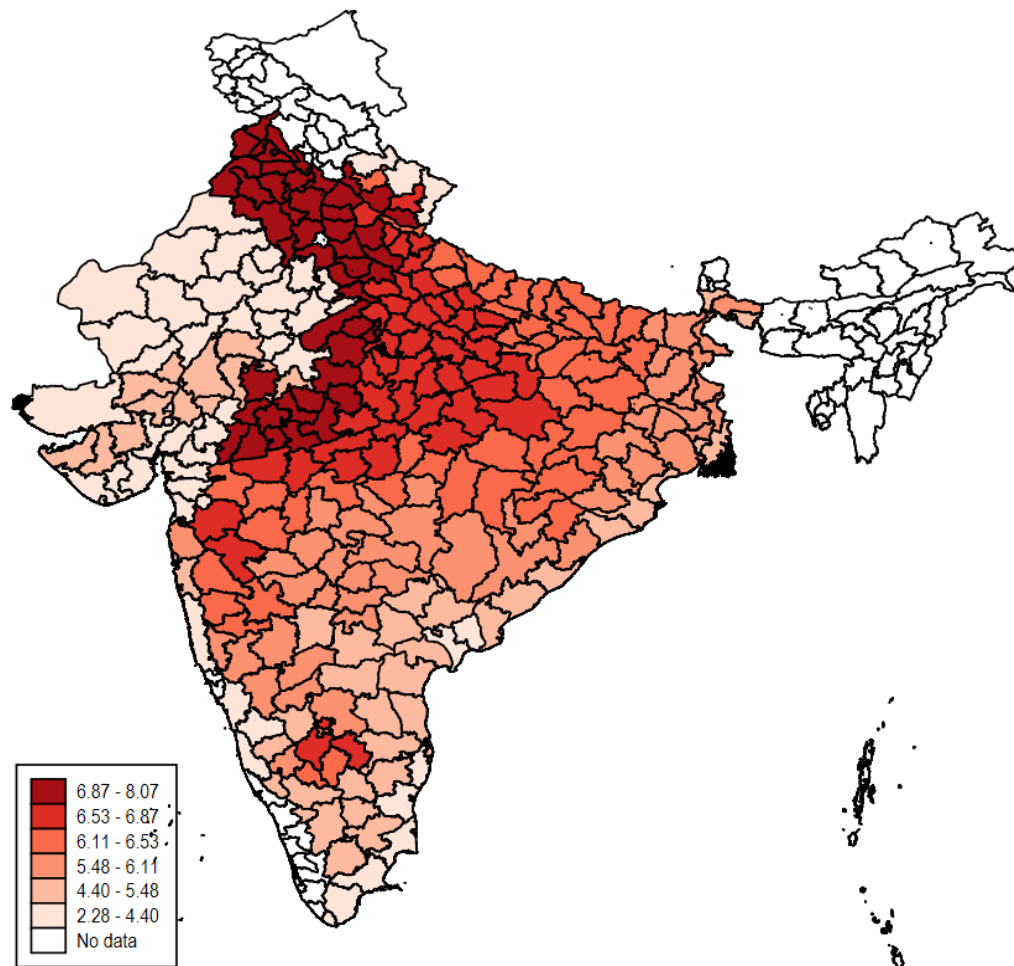 6.87 - 8.07
6.53 - 6.87
6.11 - 6.53
5.48 - 6.11
4.40 - 5.48
2.28 - 4.40
No data